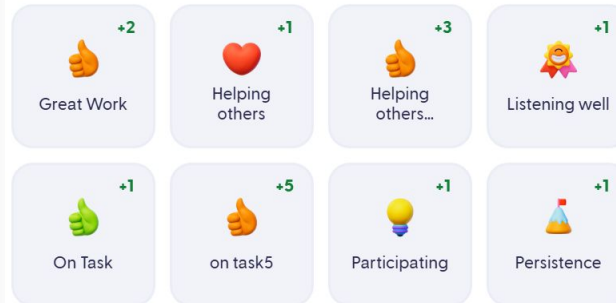 +2
Great Work
+1
Helping
others
+3
Helping
others...
+1
Listening well
+1
On Task
+5
on task5
+1
Participating
+1
Persistence